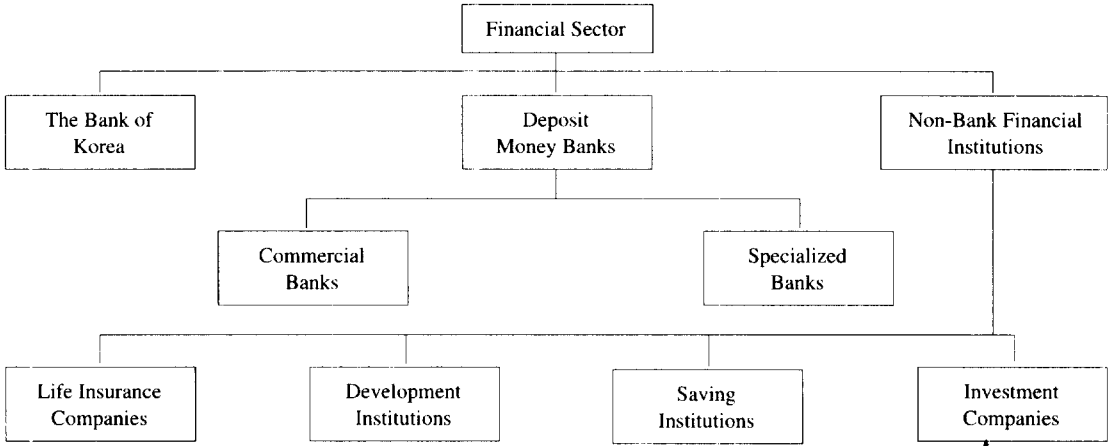 Financial Sector
The Bank of
Korea
Deposit
Money Banks
Non-Bank Financial
Institutions
Commercial
Banks
Specialized
Banks
Life Insurance
Companies
Development
Institutions
Saving
Institutions
Investment
Companies